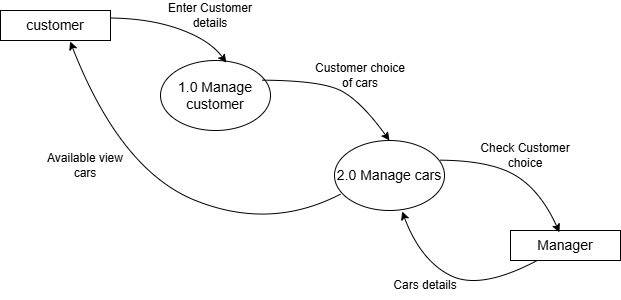 Enter Customer
details
customer
Customer choice
of cars
1.0 Manage
customer
Check Customer
choice
Available view
cars
2.0 Manage cars
Manager
Cars details